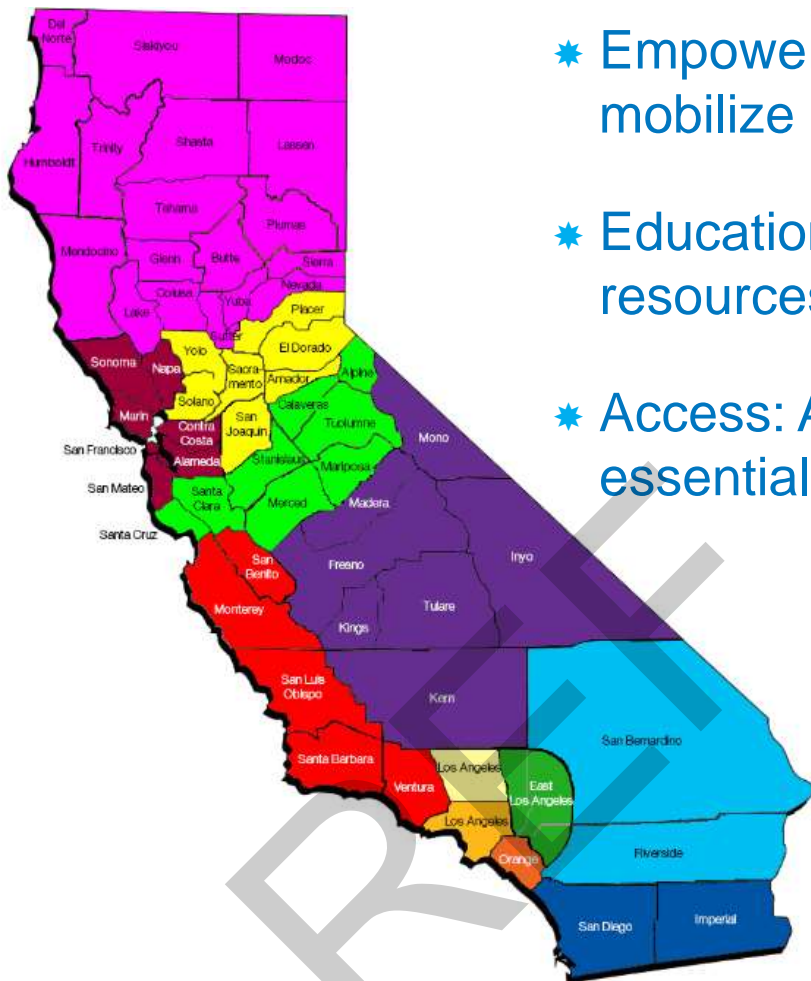 Del
Norte
Siskiyou
Modoc
Humboldt
Trinity
Shasta
Lassen
Tahama
Plumas
Mendocino
Glenn
Butte
Sierra
Nevada
Lake
Colusa
Yuba
Sutter
Placer
Sonoma
Napa
Yolo
El Dorado
Sacra-
mento
Amador
Alpine
Solano
Marin
Contra
Costa
San
Joaquin
Calaveras
Tuolumne
Mono
San Francisco
Alameda
Stanislaus
Mariposa
San Mateo
Santa
Clara
Merced
Madera
Santa Cruz
San
Benito
Fresno
Inyo
Monterey
Kings
Tulare
San Luis
Obispo
Kern
San Bernardino
Santa Barbara
Ventura
Los Angeles
East
Los Angeles
Los Angeles
Orange
Riverside
San Diego
Imperial
✷ Empowe
mobilize
✷ Education
resources
✷ Access: A
essential
REF